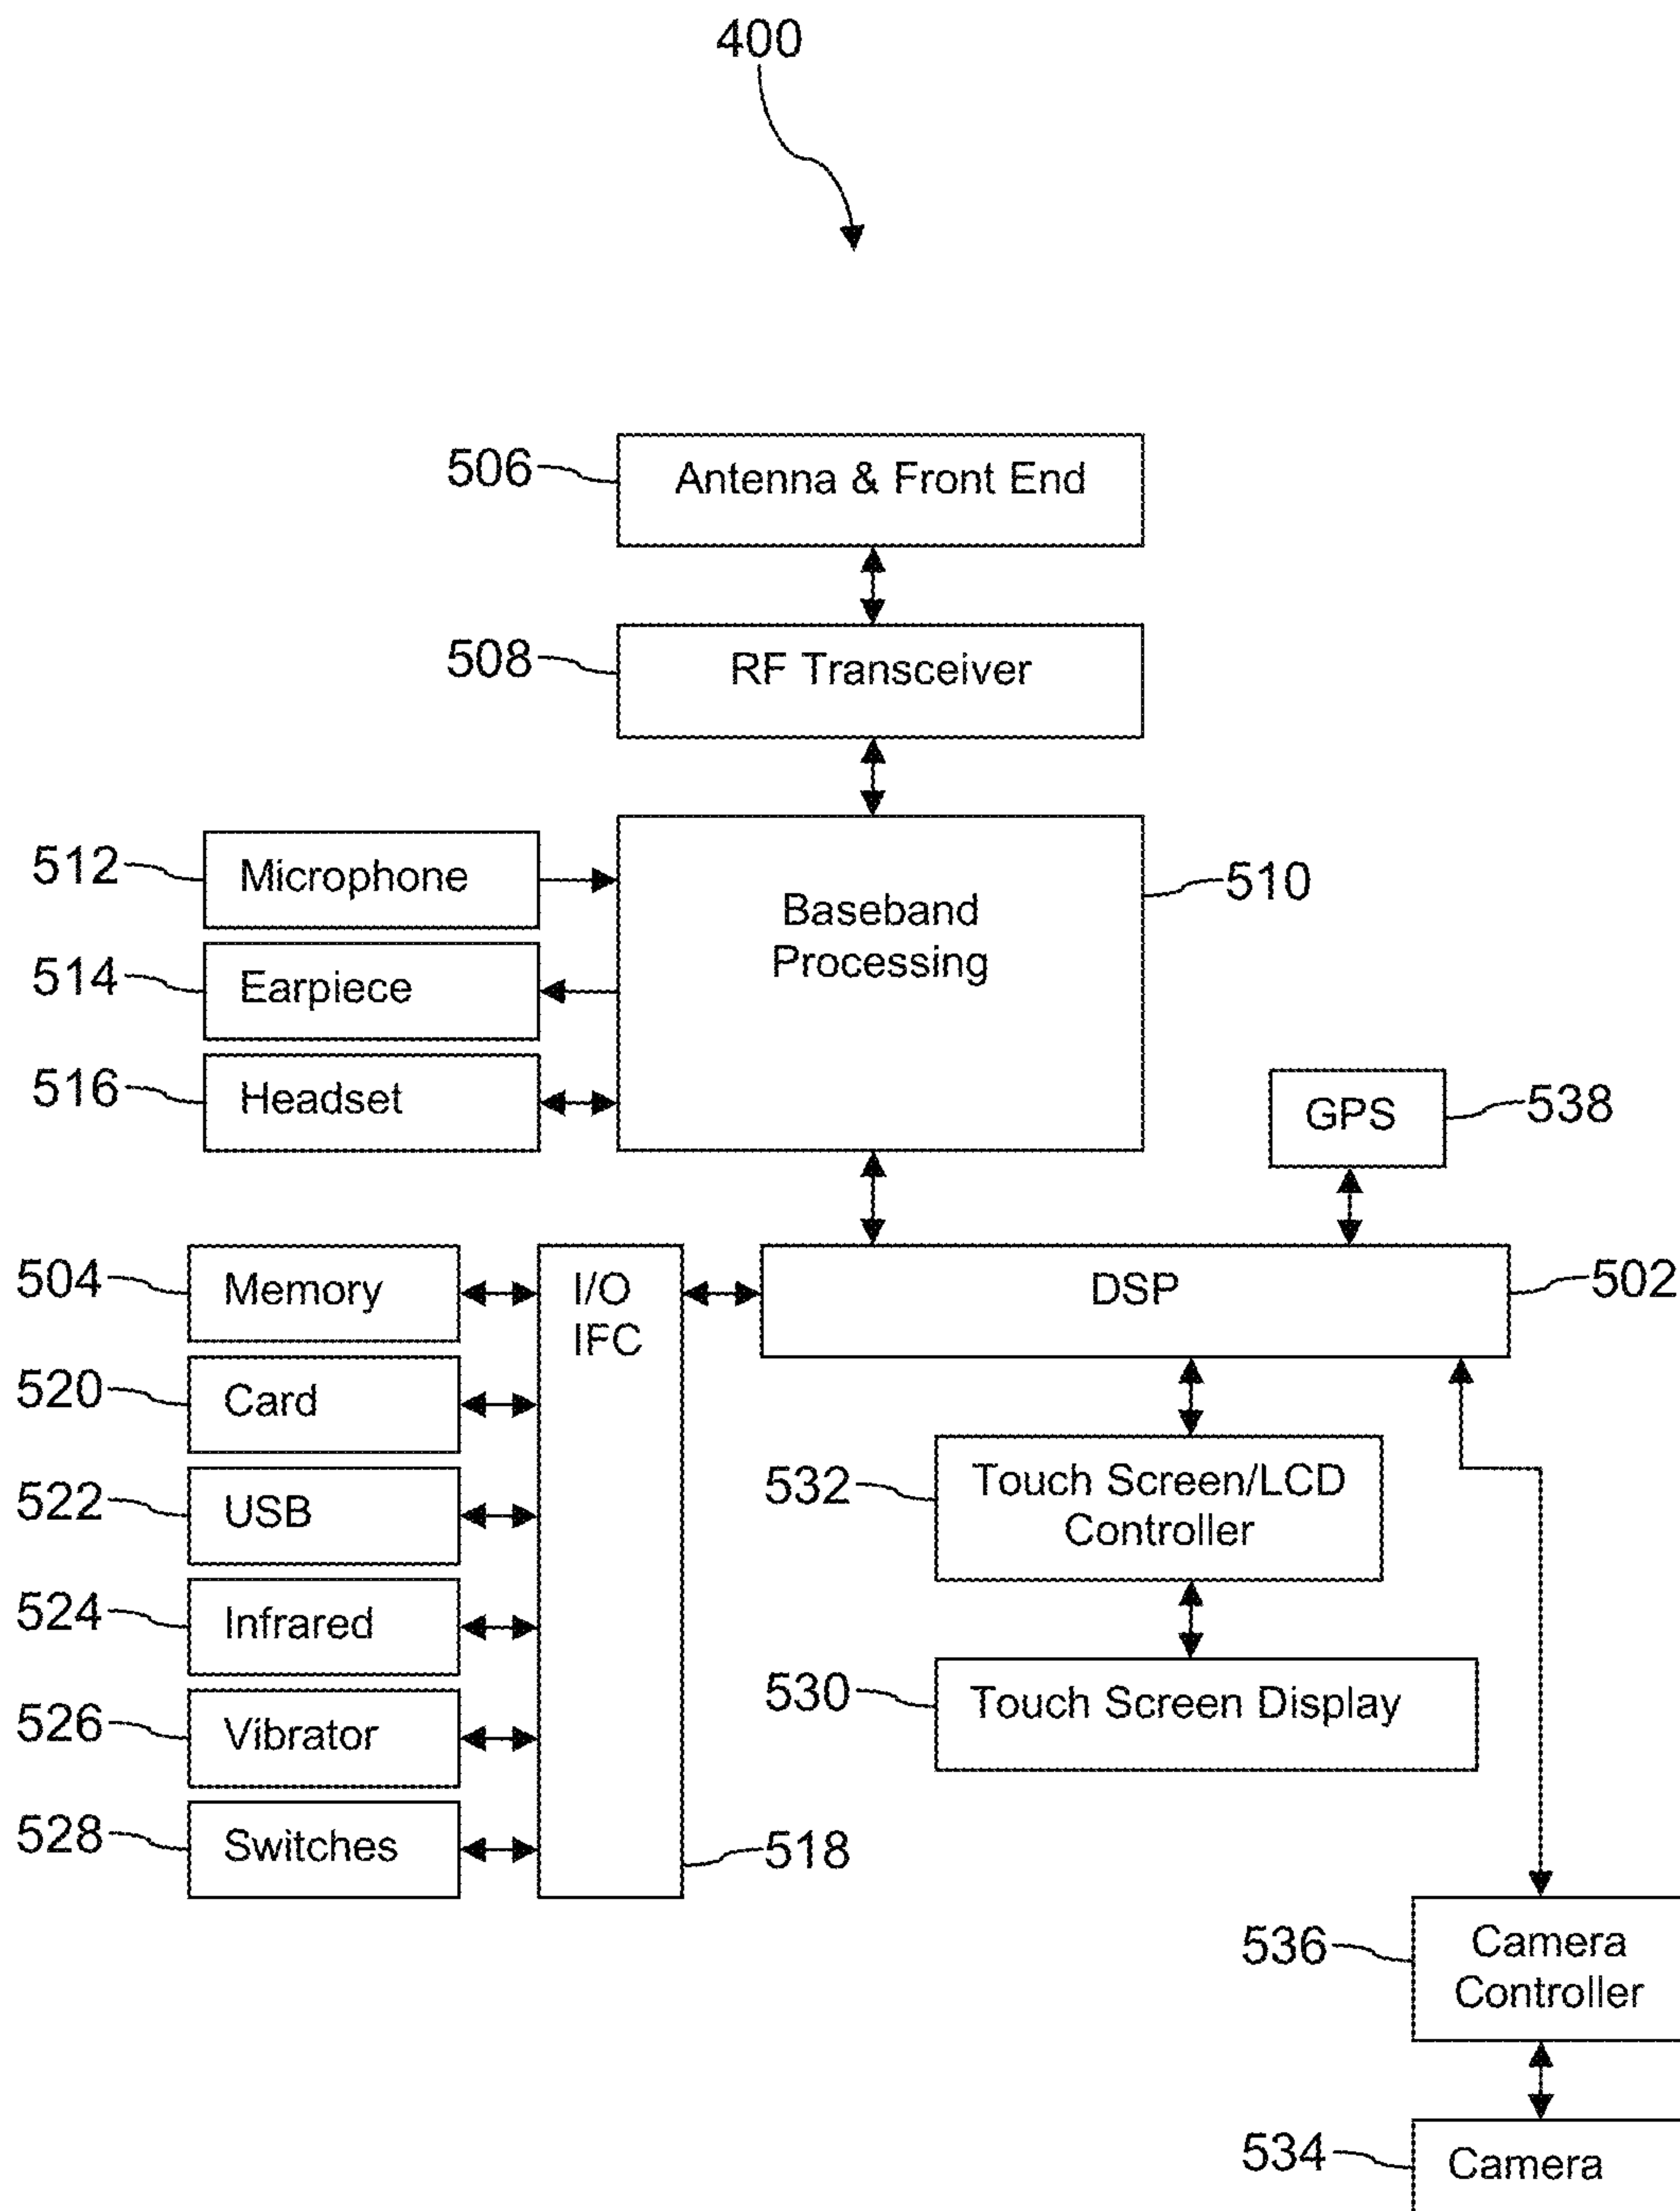 400
506 Antenna & Front End
508 RF Transceiver
512 Microphone
Baseband
Processing
510
514 Earpiece
516 Headset
GPS 538
504 Memory
I/O
IFC
DSP 502
520 Card
522 USB
532 Touch Screen/LCD
Controller
524 Infrared
530 Touch Screen Display
526 Vibrator
528 Switches
518
536 Camera
Controller
534 Camera